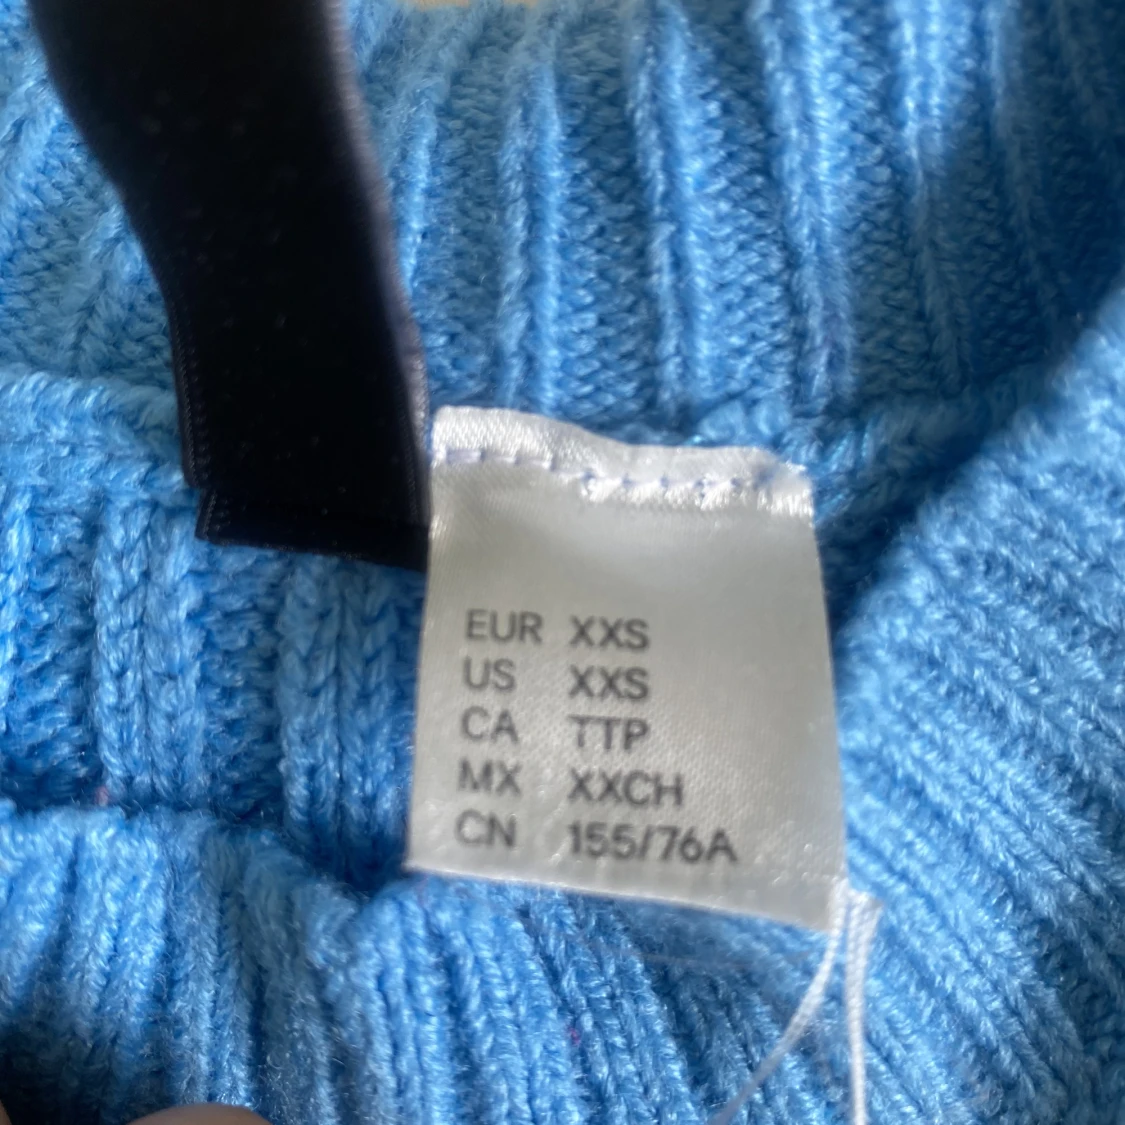 EUR XXS
US XXS
CA TTP
MX XXCH
CN 155/76A